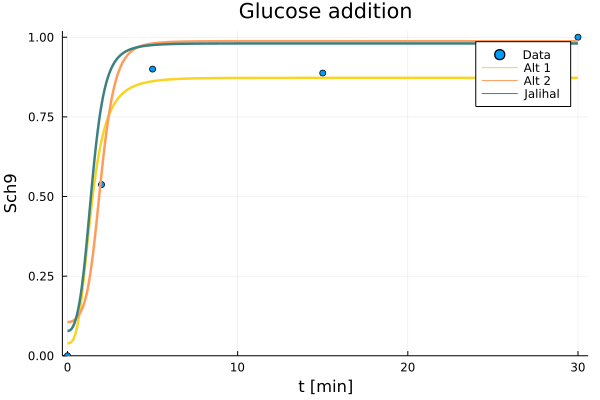 Glucose addition
1.00
0.75
0.50
0.25
0.00
Sch9
0
10
20
30
t [min]
Data
Alt 1
Alt 2
Jalihal